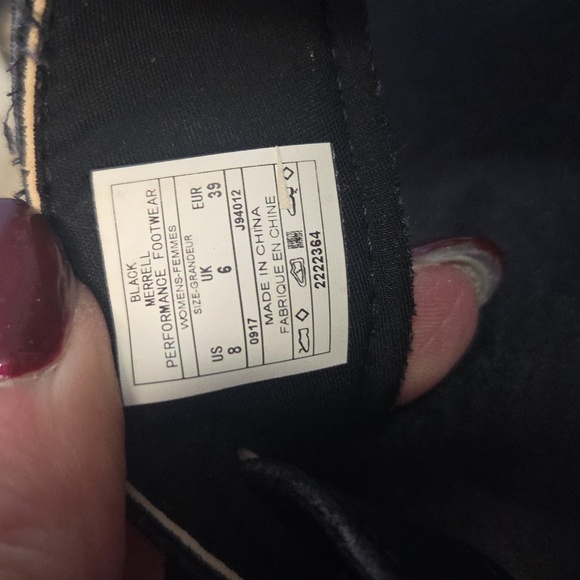 BLACK
MERRELL
PERFORMANCE FOOTWEAR
WOMENS-FEMMES
SIZE-GRANDEUR
US UK EUR
8 6 39
0917 J94012
MADE IN CHINA
FABRIQUE EN CHINE
2222364